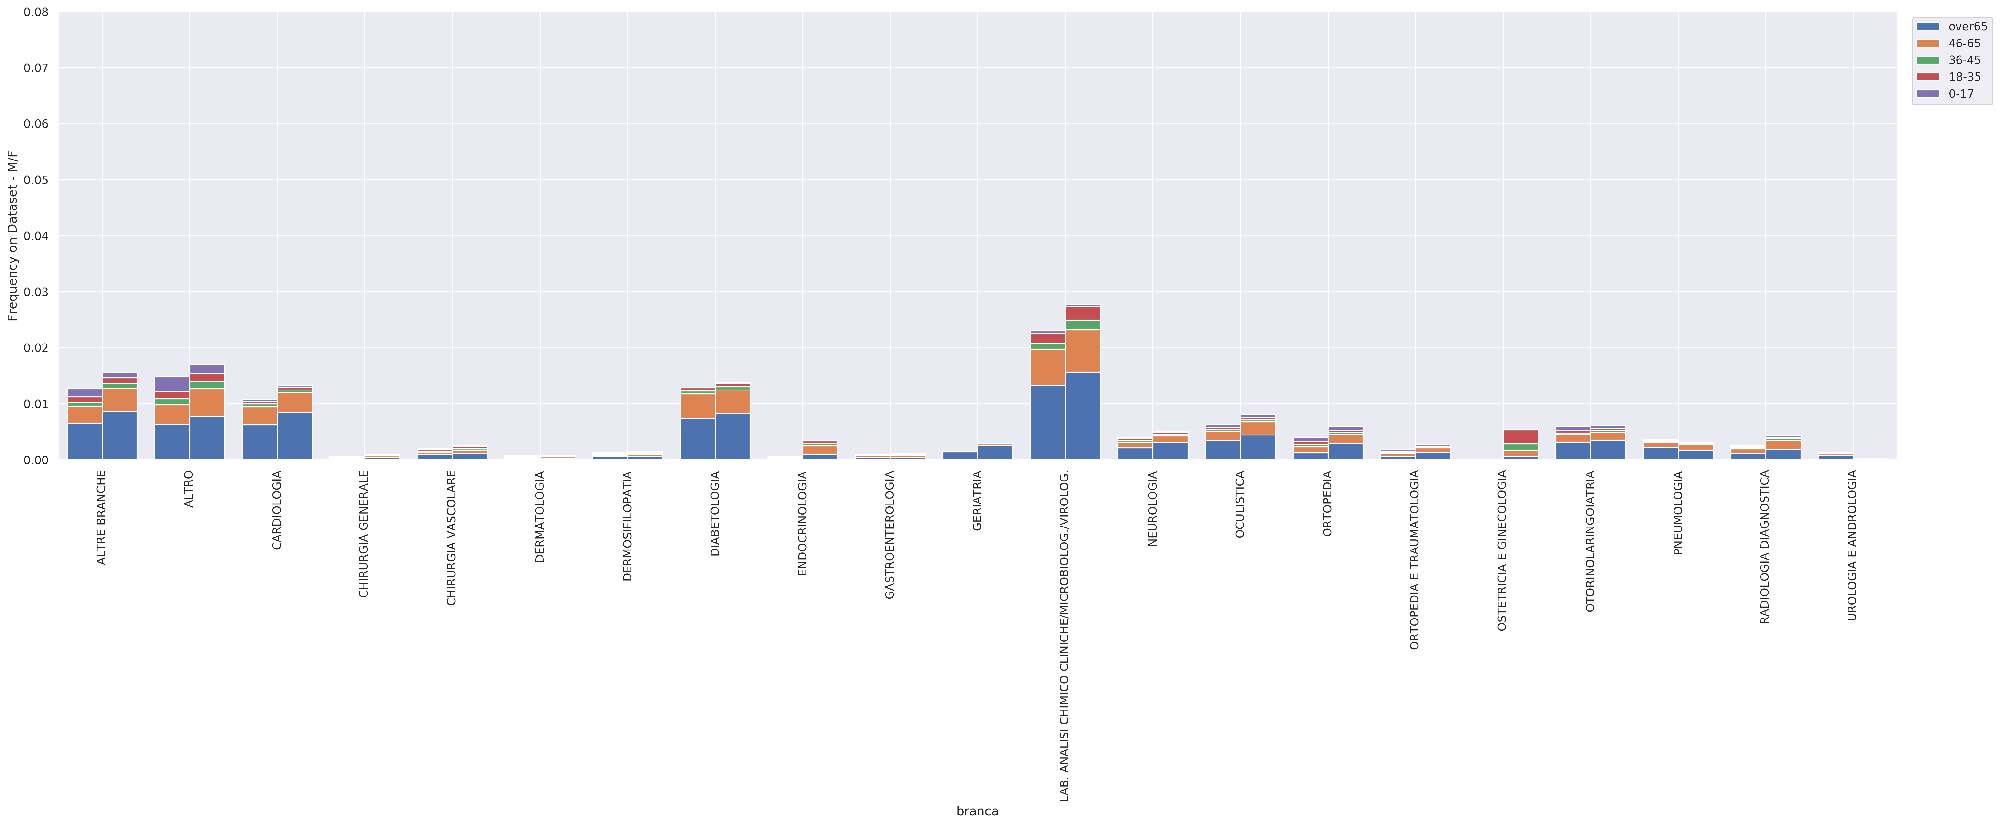 0.08
0.07
0.06
0.05
0.04
0.03
0.02
0.01
0.00
Frequency on Dataset - M/F
over65
46-65
36-45
18-35
0-17
ALTRE BRANCHE
ALTRO
CARDIOLOGIA
CHIRURGIA GENERALE
CHIRURGIA VASCOLARE
DERMATOLOGIA
DERMOSIFILOPATIA
DIABETOLOGIA
ENDOCRINOLOGIA
GASTROENTEROLOGIA
GERIATRIA
LAB. ANALISI CHIMICO CLINICHE/MICROBIOLOG./VIROLOG.
NEUROLOGIA
OCULISTICA
ORTOPEDIA
ORTOPEDIA E TRAUMATOLOGIA
OSTETRICIA E GINECOLOGIA
OTORINOLARINGOIATRIA
PNEUMOLOGIA
RADIOLOGIA DIAGNOSTICA
UROLOGIA E ANDROLOGIA
branca